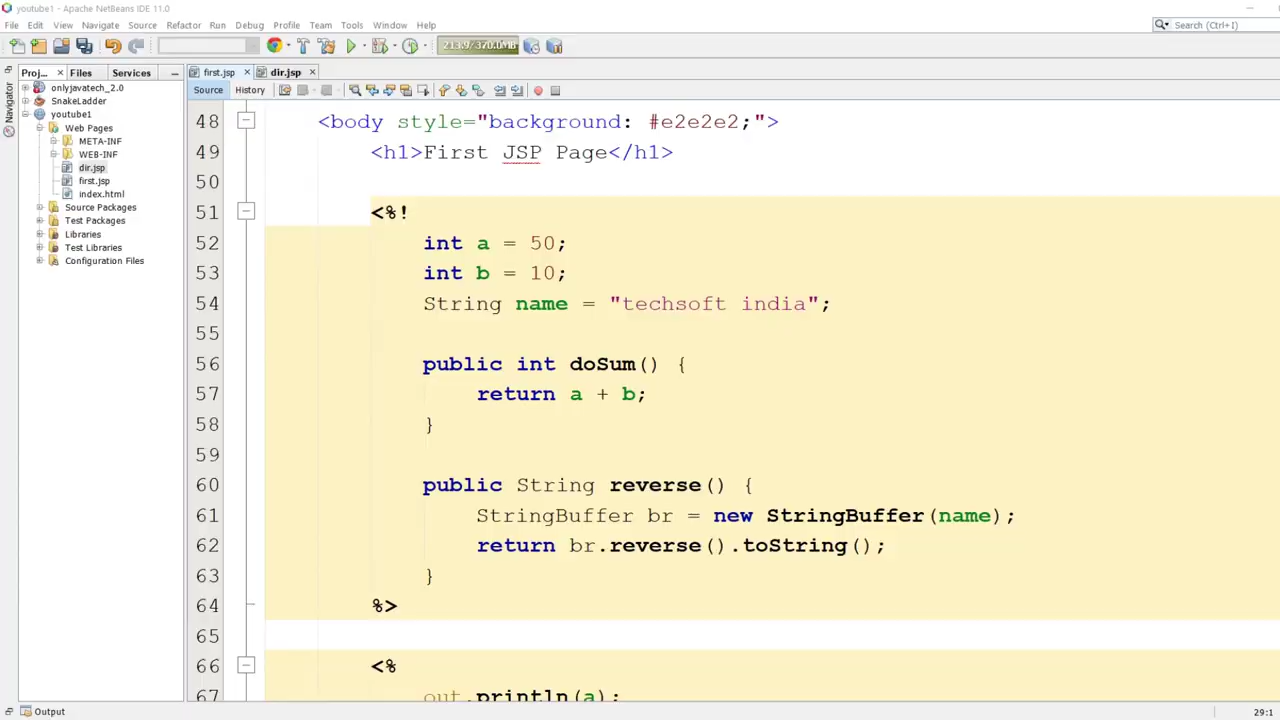 youtube1 - Apache NetBeans IDE 11.0
File Edit View Navigate Source Refactor Run Debug Profile Team Tools Window Help
Search (Ctrl+I)
213.9/370.0MB
Proj... Files Services
first.jsp dir.jsp
Navigator
onlyjavatech_2.0
SnakeLadder
youtube1
Web Pages
META-INF
WEB-INF
dir.jsp
first.jsp
index.html
Source Packages
Test Packages
Libraries
Test Libraries
Configuration Files
Source History
48 <body style="background: #e2e2e2;">
49 <h1>First JSP Page</h1>
50
51 <%!
52 int a = 50;
53 int b = 10;
54 String name = "techsoft india";
55
56 public int doSum() {
57 return a + b;
58 }
59
60 public String reverse() {
61 StringBuffer br = new StringBuffer(name);
62 return br.reverse().toString();
63 }
64 %>
65
66 <%
67 out.println(a);
Output
29:1